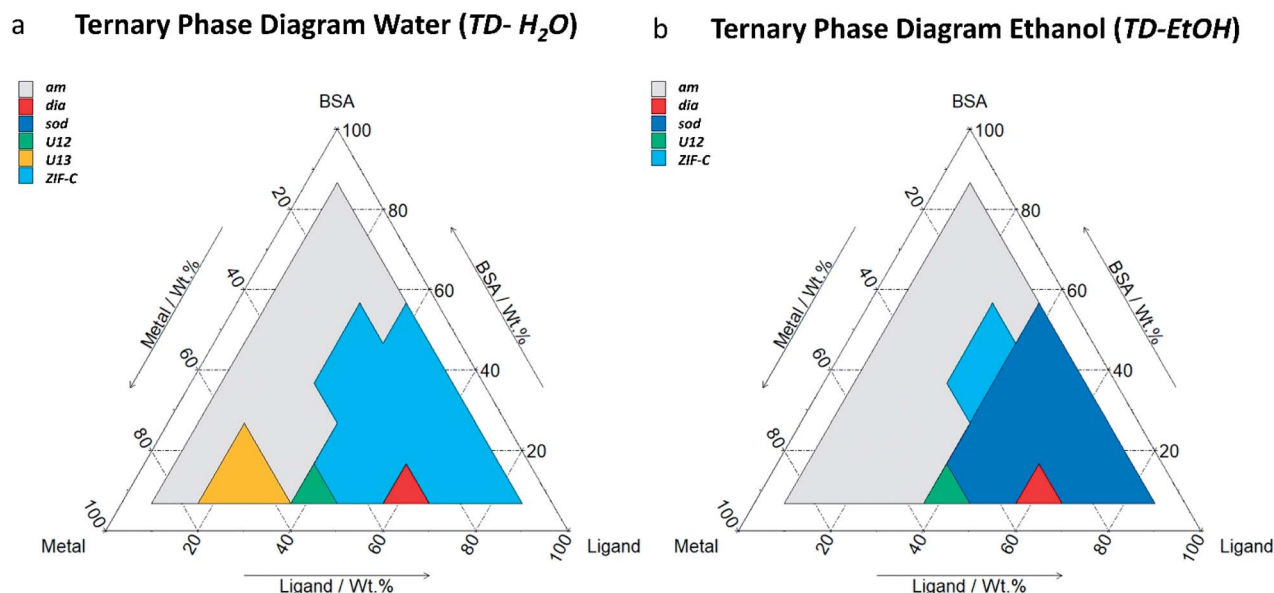 a Ternary Phase Diagram Water (TD- H₂O)
am
dia
sod
U12
U13
ZIF-C
BSA
100
20
80
40
60
60
40
80
20
100
Metal / Wt.%
BSA / Wt.%
Metal
20
40
60
80
100
Ligand
Ligand / Wt.%
b Ternary Phase Diagram Ethanol (TD-EtOH)
am
dia
sod
U12
ZIF-C
BSA
100
20
80
40
60
60
40
80
20
100
Metal / Wt.%
BSA / Wt.%
Metal
20
40
60
80
100
Ligand
Ligand / Wt.%